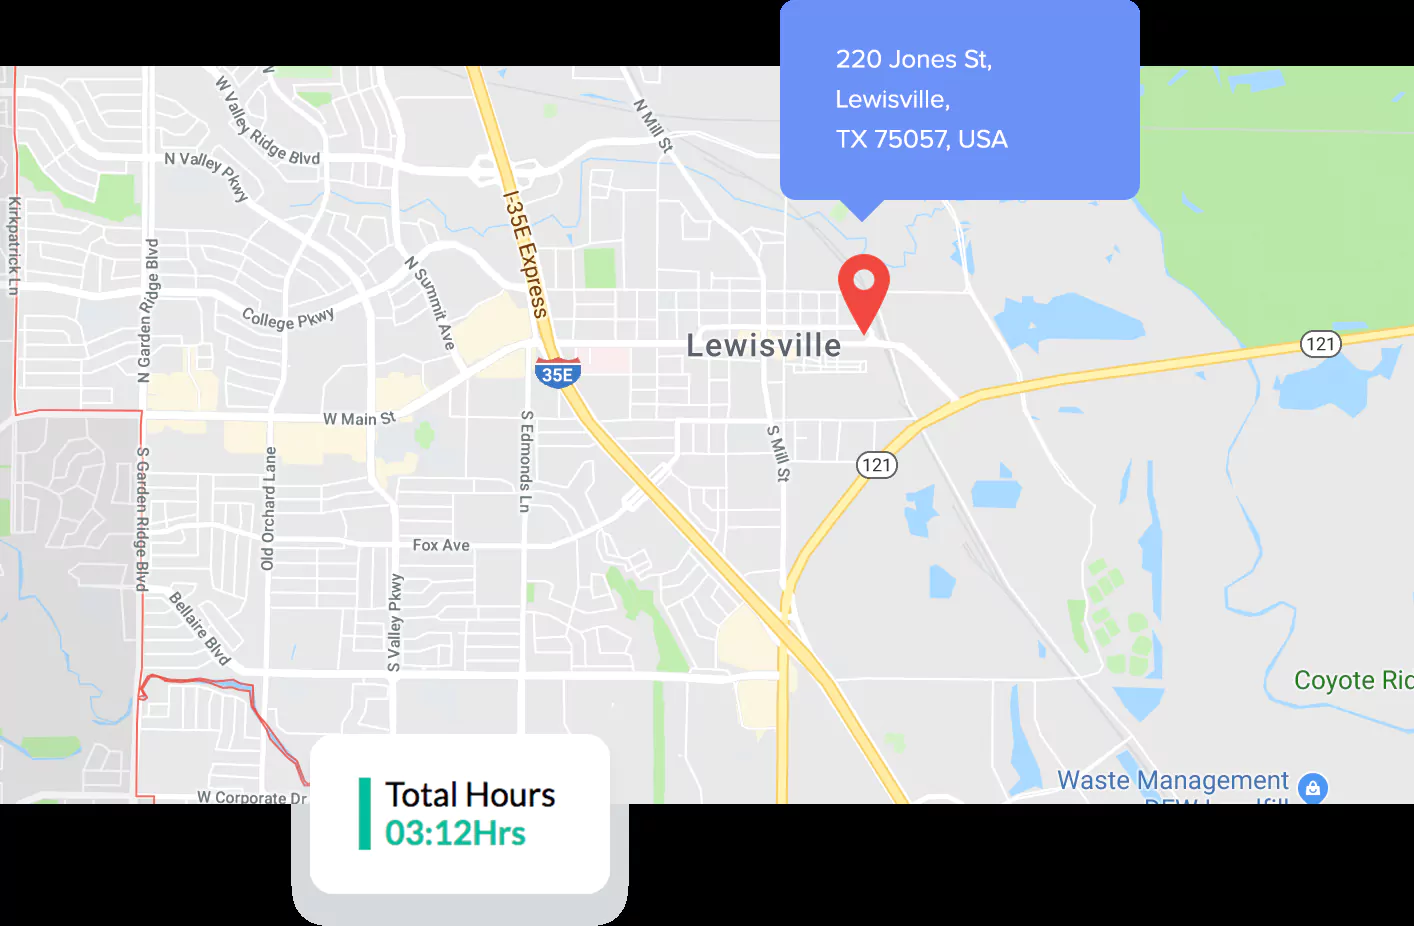 220 Jones St,
Lewisville,
TX 75057, USA
N
W Valley Ridge Blvd
N Mill St
N Valley Pkwy
Kirkpatrick Ln
I-35E Express
N Garden Ridge Blvd
N Summit Ave
College Pkwy
Lewisville
121
35E
W Main St
S Edmonds Ln
S Mill St
121
S Garden Ridge Blvd
Old Orchard Lane
Fox Ave
Bellaire Blvd
S Valley Pkwy
Coyote Ric
Waste Management
DFW Landfill
W Corporate Dr
Total Hours
03:12Hrs